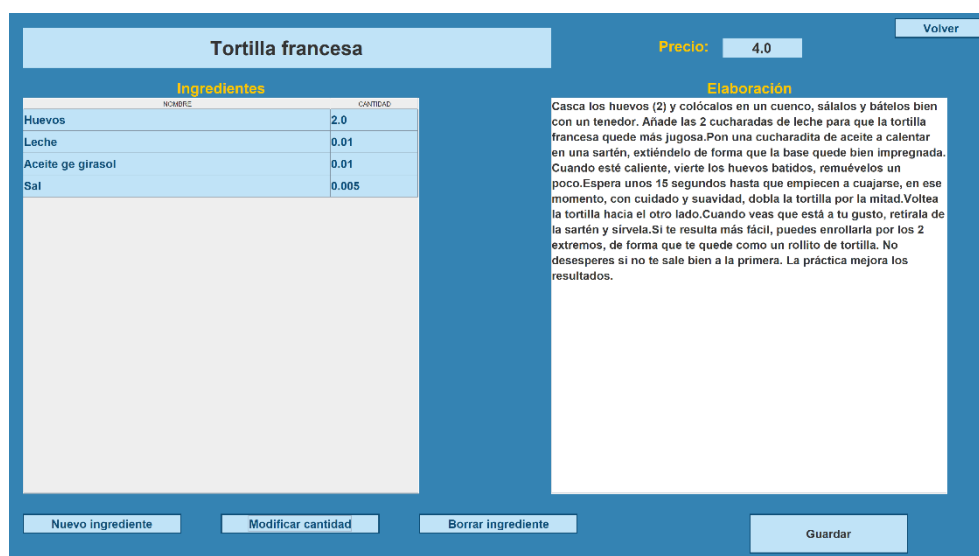 Volver
Tortilla francesa
Precio: 4.0
Ingredientes
NOMBRE CANTIDAD
Huevos 2.0
Leche 0.01
Aceite ge girasol 0.01
Sal 0.005
Elaboración
Casca los huevos (2) y colócalos en un cuenco, sálalos y bátelos bien
con un tenedor. Añade las 2 cucharadas de leche para que la tortilla
francesa quede más jugosa.Pon una cucharadita de aceite a calentar
en una sartén, extiéndelo de forma que la base quede bien impregnada.
Cuando esté caliente, vierte los huevos batidos, remuévelos un
poco.Espera unos 15 segundos hasta que empiecen a cuajarse, en ese
momento, con cuidado y suavidad, dobla la tortilla por la mitad.Voltea
la tortilla hacia el otro lado.Cuando veas que está a tu gusto, retirala de
la sartén y sírvela.Si te resulta más fácil, puedes enrollarla por los 2
extremos, de forma que te quede como un rollito de tortilla. No
desesperes si no te sale bien a la primera. La práctica mejora los
resultados.
Nuevo ingrediente
Modificar cantidad
Borrar ingrediente
Guardar